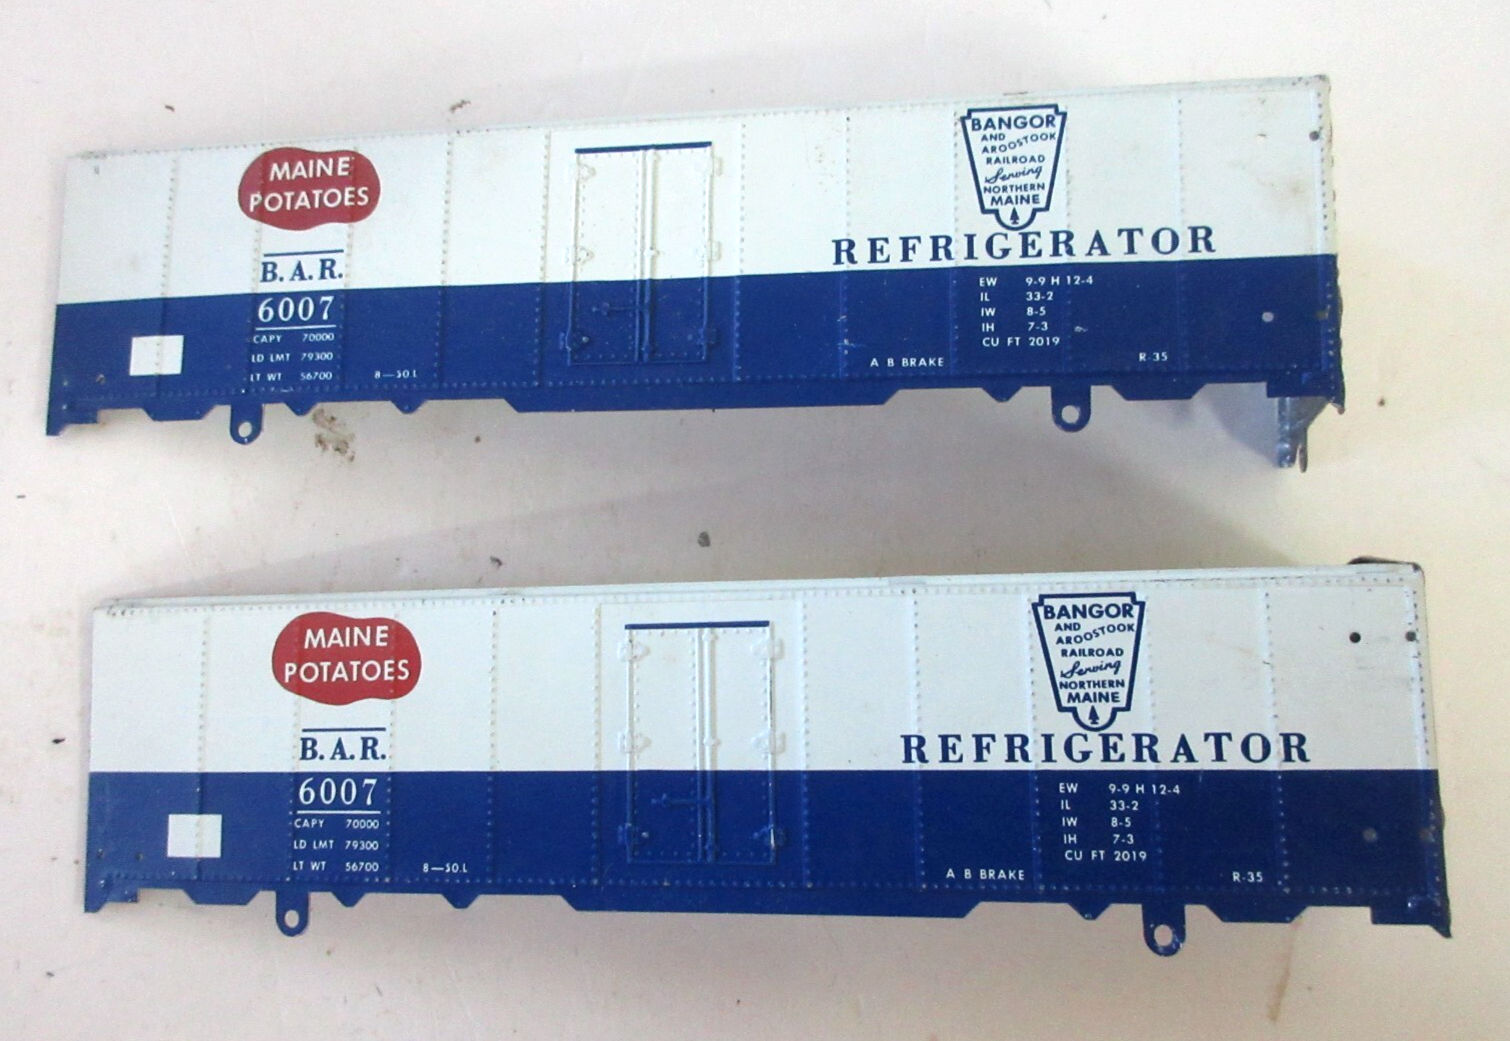 MAINE
POTATOES
B.A.R.
6007
CAPY 70000
LD LMT 79300
LT WT 56700
8—50 L
BANGOR
AND
AROOSTOOK
RAILROAD
Serving
NORTHERN
MAINE
REFRIGERATOR
EW 9-9 H 12-4
IL 33-2
IW 8-5
IH 7-3
CU FT 2019
A B BRAKE
R-35
MAINE
POTATOES
B.A.R.
6007
CAPY 70000
LD LMT 79300
LT WT 56700
8—50 L
BANGOR
AND
AROOSTOOK
RAILROAD
Serving
NORTHERN
MAINE
REFRIGERATOR
EW 9-9 H 12-4
IL 33-2
IW 8-5
IH 7-3
CU FT 2019
A B BRAKE
R-35